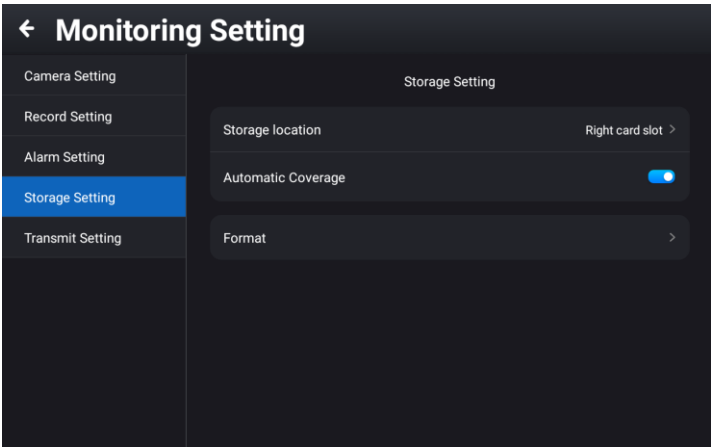 Monitoring Setting
Camera Setting
Record Setting
Alarm Setting
Storage Setting
Transmit Setting
Storage Setting
Storage location Right card slot
Automatic Coverage
Format